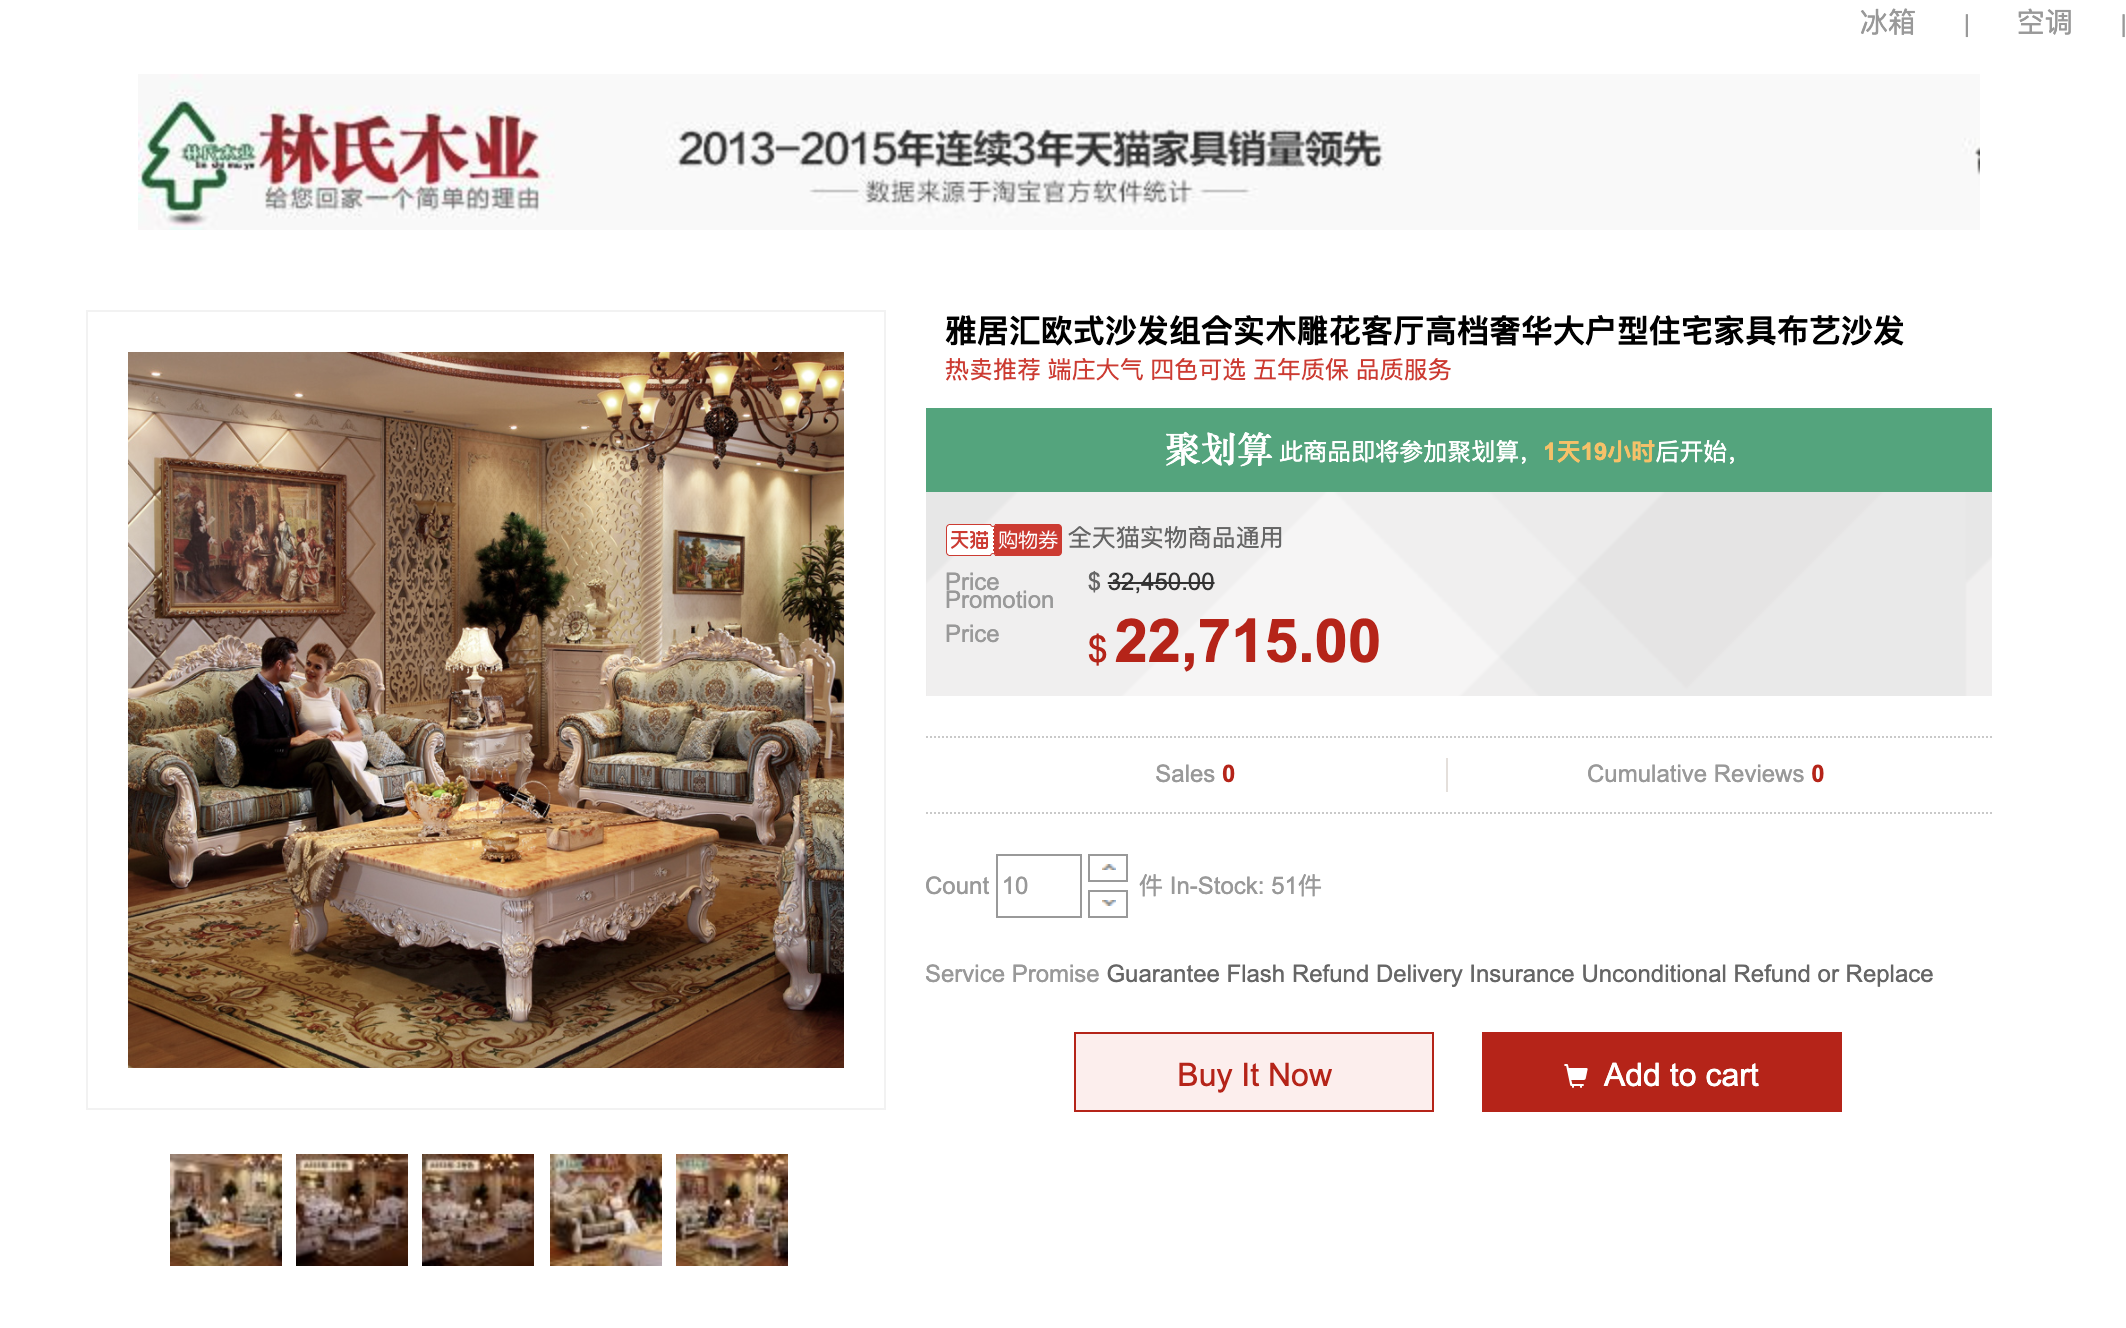 冰箱 | 空调 |
林氏木业
林氏木业
给您回家一个简单的理由
2013-2015年连续3年天猫家具销量领先
数据来源于淘宝官方软件统计
雅居汇欧式沙发组合实木雕花客厅高档奢华大户型住宅家具布艺沙发
热卖推荐 端庄大气 四色可选 五年质保 品质服务
聚划算 此商品即将参加聚划算，1天19小时后开始，
天猫 购物券 全天猫实物商品通用
Price $ 32,450.00
Promotion
Price $ 22,715.00
Sales 0
Cumulative Reviews 0
Count 10 件 In-Stock: 51件
Service Promise Guarantee Flash Refund Delivery Insurance Unconditional Refund or Replace
Buy It Now
Add to cart